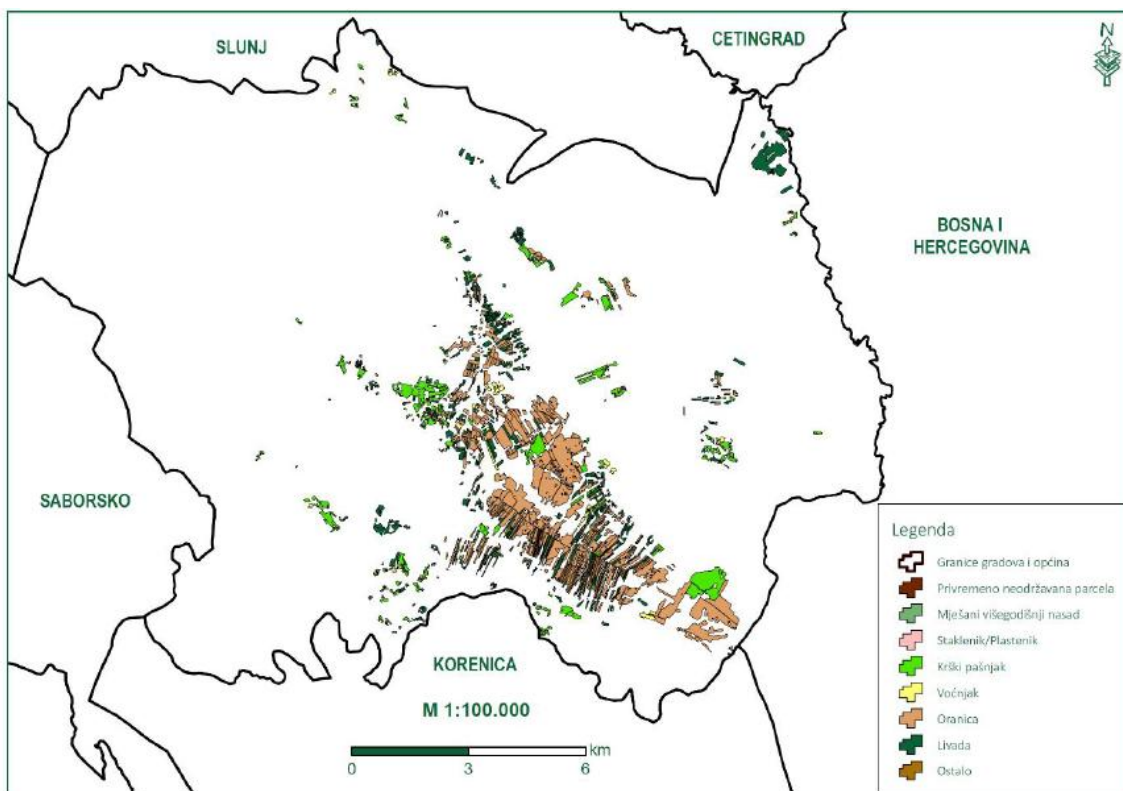 SLUNJ
CETINGRAD
N
BOSNA I
HERCEGOVINA
SABORSKO
KORENICA
M 1:100.000
km
0 3 6
Legenda
Granice gradova i općina
Privremeno neodržavana parcela
Mješani višegodišnji nasad
Staklenik/Plastenik
Krški pašnjak
Voćnjak
Oranica
Livada
Ostalo